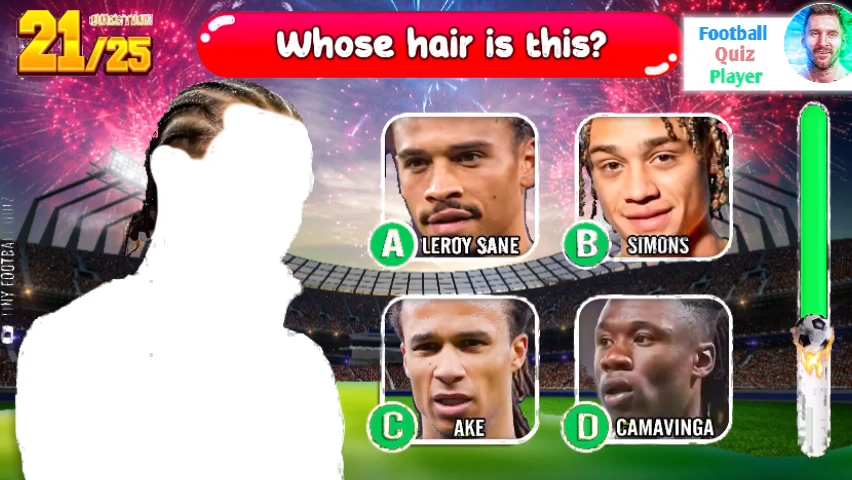 QUESTION
21/25
Whose hair is this?
Football
Quiz
Player
A LEROY SANE
B SIMONS
C AKE
D CAMAVINGA